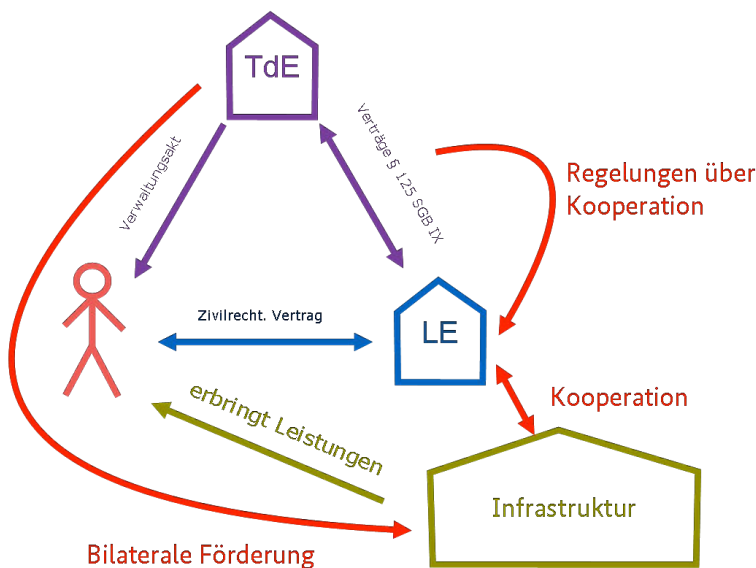 TdE
Verwaltungsakt
Verträge § 125 SGB IX
Regelungen über
Kooperation
Zivilrecht. Vertrag
LE
Kooperation
erbringt Leistungen
Infrastruktur
Bilaterale Förderung